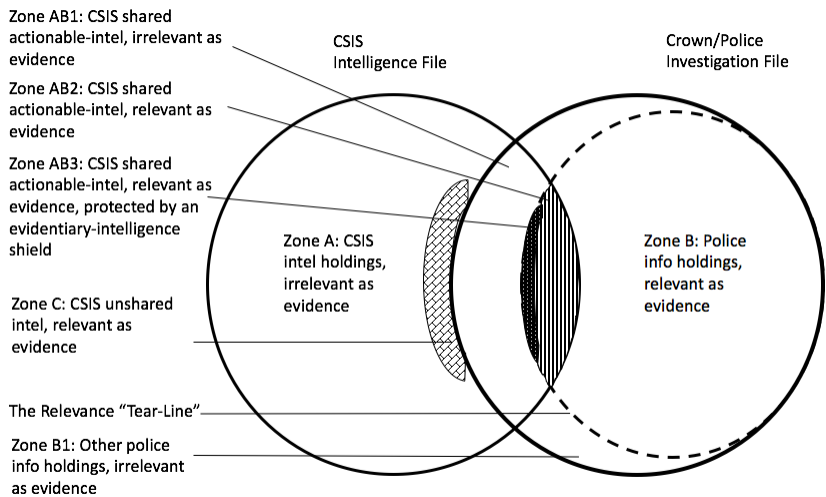 Zone AB1: CSIS shared
actionable-intel, irrelevant as
evidence
CSIS
Intelligence File
Crown/Police
Investigation File
Zone AB2: CSIS shared
actionable-intel, relevant as
evidence
Zone AB3: CSIS shared
actionable-intel, relevant as
evidence, protected by an
evidentiary-intelligence
shield
Zone A: CSIS
intel holdings,
irrelevant as
evidence
Zone B: Police
info holdings,
relevant as
evidence
Zone C: CSIS unshared
intel, relevant as
evidence
The Relevance “Tear-Line”
Zone B1: Other police
info holdings, irrelevant
as evidence